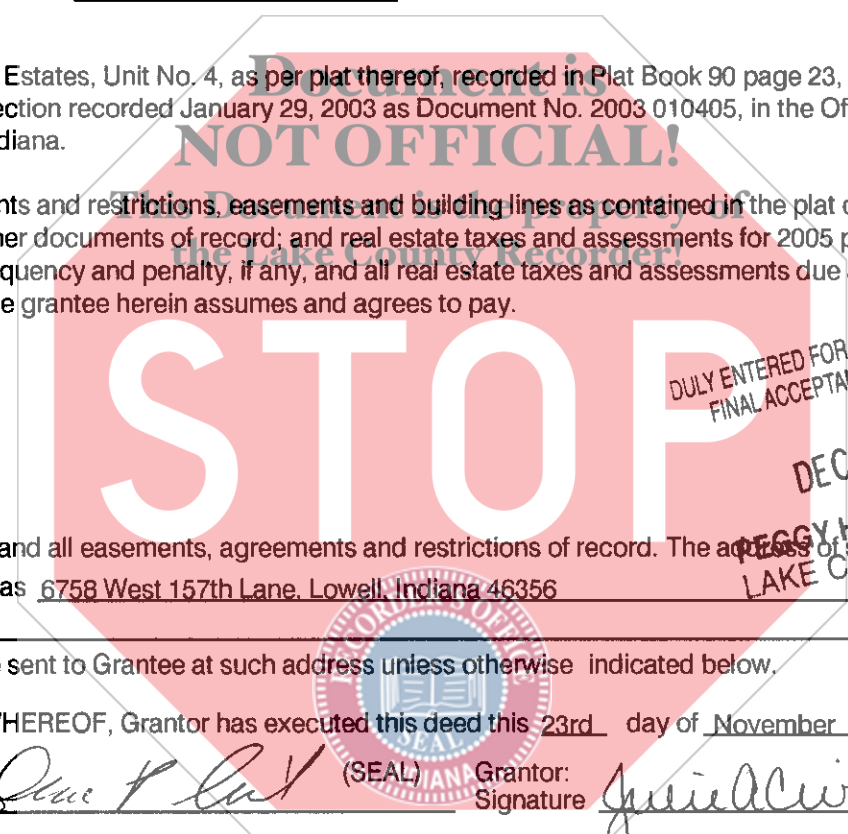 Document is
Estates, Unit No. 4, as per plat thereof, recorded in Plat Book 90 page 23,
ection recorded January 29, 2003 as Document No. 2003 010405, in the Of
diana.
NOT OFFICIAL!
This Document is the property of
nts and restrictions, easements and building lines as contained in the plat o
her documents of record; and real estate taxes and assessments for 2005 p
the Lake County Recorder!
quency and penalty, if any, and all real estate taxes and assessments due
e grantee herein assumes and agrees to pay.
STOP
DULY ENTERED FOR
FINAL ACCEPTAN
DEC
PEGGY H
LAKE C
and all easements, agreements and restrictions of record. The address of s
as 6758 West 157th Lane, Lowell, Indiana 46356
sent to Grantee at such address unless otherwise indicated below.
HEREOF, Grantor has executed this deed this 23rd day of November
RECORDER'S OFFICE
SEAL
INDIANA
(SEAL) Grantor:
Signature